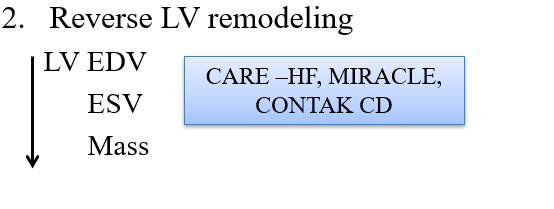 2. Reverse LV remodeling
LV EDV
ESV
Mass
CARE –HF, MIRACLE,
CONTAK CD